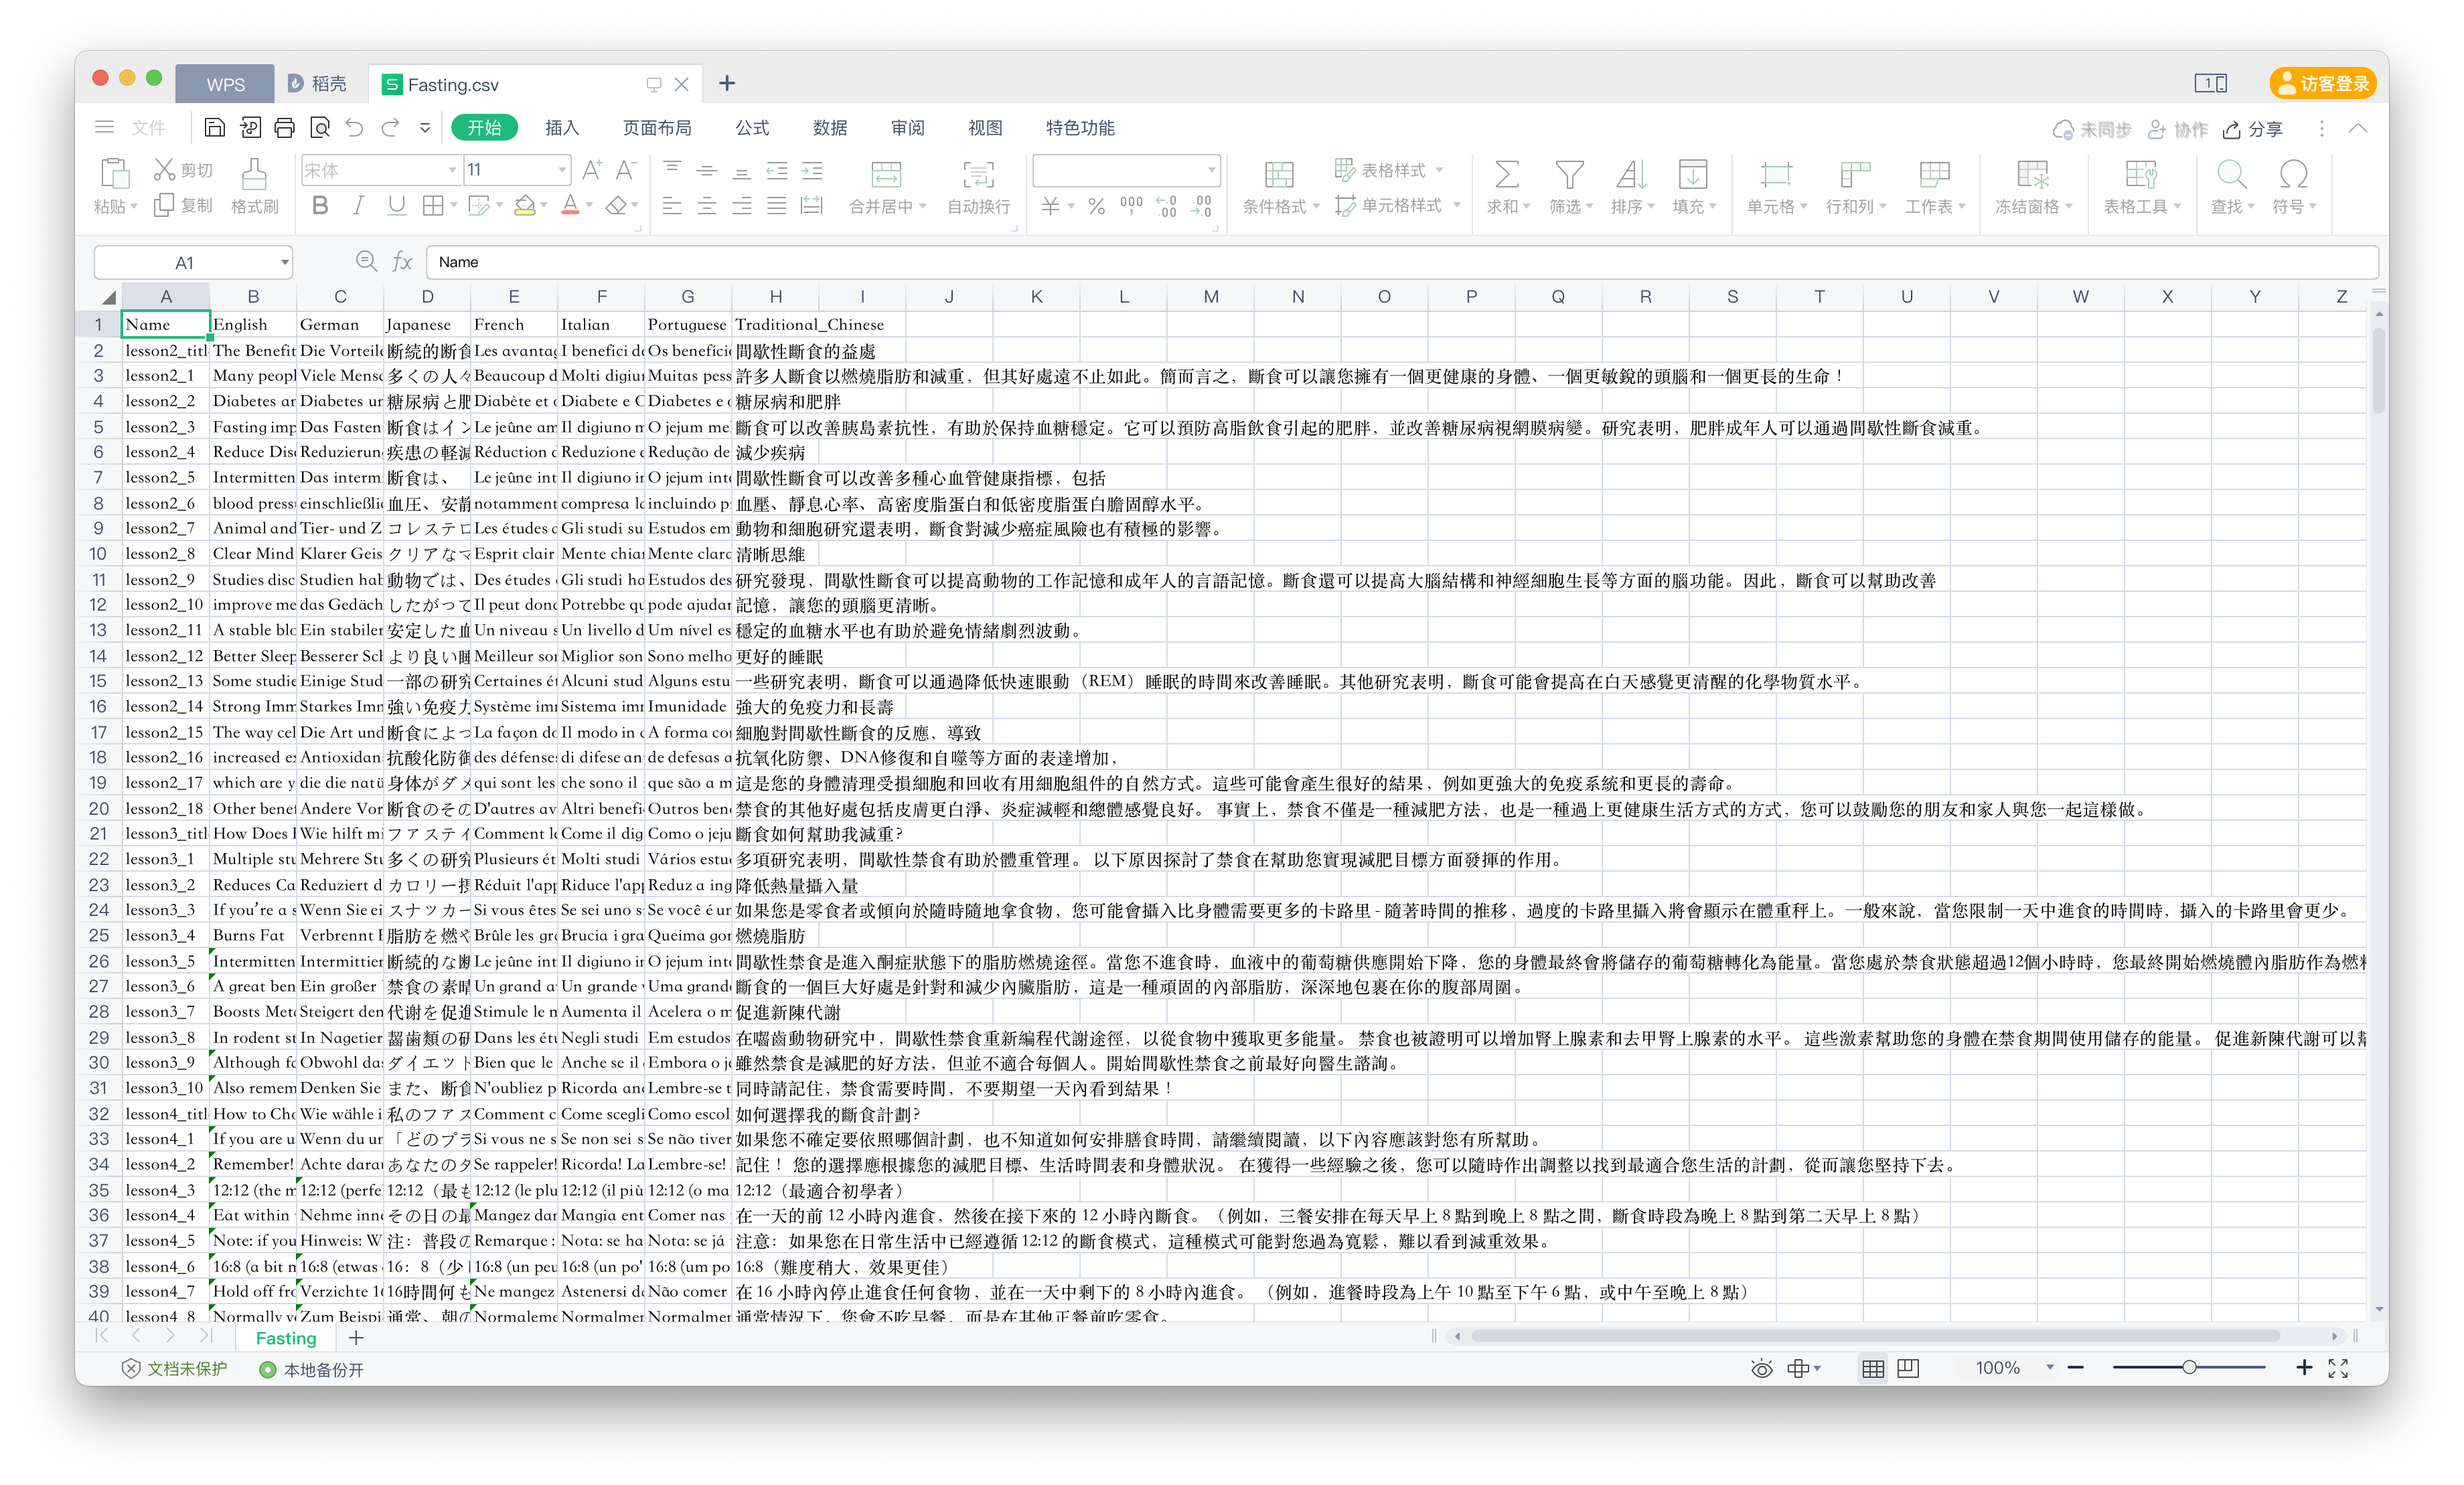 WPS 稻壳 Fasting.csv 访客登录
文件 开始 插入 页面布局 公式 数据 审阅 视图 特色功能 未同步 协作 分享
宋体 11
剪切 表格样式
粘贴 复制 格式刷 合并居中 自动换行 条件格式 单元格样式 求和 筛选 排序 填充 单元格 行和列 工作表 冻结窗格 表格工具 查找 符号
A1 fx Name
A B C D E F G H I J K L M N O P Q R S T U V W X Y Z
1 Name English German Japanese French Italian Portuguese Traditional_Chinese
2 lesson2_titl The Benefit Die Vorteile 断続的断食 Les avantag I benefici de Os benefíci 間歇性斷食的益處
3 lesson2_1 Many peopl Viele Mensc 多くの人々 Beaucoup d Molti digiun Muitas pess 許多人斷食以燃燒脂肪和減重，但其好處遠不止如此。簡而言之，斷食可以讓您擁有一個更健康的身體、一個更敏銳的頭腦和一個更長的生命！
4 lesson2_2 Diabetes an Diabetes un 糖尿病と肥 Diabète et o Diabete e O Diabetes e o 糖尿病和肥胖
5 lesson2_3 Fasting imp Das Fasten 断食はイン Le jeûne am Il digiuno m O jejum me 斷食可以改善胰島素抗性，有助於保持血糖穩定。它可以預防高脂飲食引起的肥胖，並改善糖尿病視網膜病變。研究表明，肥胖成年人可以通過間歇性斷食減重。
6 lesson2_4 Reduce Dise Reduzierun 疾患の軽減 Réduction d Riduzione d Redução de 減少疾病
7 lesson2_5 Intermitten Das interm 断食は、 Le jeûne int Il digiuno in O jejum inte 間歇性斷食可以改善多種心血管健康指標，包括
8 lesson2_6 blood press einschließli 血圧、安静 notamment compresa la incluindo p 血壓、靜息心率、高密度脂蛋白和低密度脂蛋白膽固醇水平。
9 lesson2_7 Animal and Tier- und Z コレステロ Les études c Gli studi su Estudos em 動物和細胞研究還表明，斷食對減少癌症風險也有積極的影響。
10 lesson2_8 Clear Mind Klarer Geis クリアなマ Esprit clair Mente chiar Mente clara 清晰思維
11 lesson2_9 Studies disc Studien hab 動物では、 Des études Gli studi ha Estudos des 研究發現，間歇性斷食可以提高動物的工作記憶和成年人的言語記憶。斷食還可以提高大腦結構和神經細胞生長等方面的腦功能。因此，斷食可以幫助改善
12 lesson2_10 improve me das Gedäch したがって Il peut donc Potrebbe qu pode ajudar 記憶，讓您的頭腦更清晰。
13 lesson2_11 A stable blo Ein stabiler 安定した血 Un niveau s Un livello d Um nível es 穩定的血糖水平也有助於避免情緒劇烈波動。
14 lesson2_12 Better Sleep Besserer Sch より良い睡 Meilleur son Miglior son Sono melho 更好的睡眠
15 lesson2_13 Some studie Einige Stud 一部の研究 Certaines ét Alcuni stud Alguns estu 一些研究表明，斷食可以通過降低快速眼動（REM）睡眠的時間來改善睡眠。其他研究表明，斷食可能會提高在白天感覺更清醒的化學物質水平。
16 lesson2_14 Strong Imm Starkes Imn 強い免疫力 Système imr Sistema imr Imunidade 強大的免疫力和長壽
17 lesson2_15 The way cel Die Art und 断食によっ La façon do Il modo in c A forma cor 細胞對間歇性斷食的反應，導致
18 lesson2_16 increased ex Antioxidan 抗酸化防御 des défenses di difese an de defesas a 抗氧化防禦、DNA修復和自噬等方面的表達增加，
19 lesson2_17 which are y die die natü 身体がダメ qui sont les che sono il que são a m 這是您的身體清理受損細胞和回收有用細胞組件的自然方式。這些可能會產生很好的結果，例如更強大的免疫系統和更長的壽命。
20 lesson2_18 Other benef Andere Vor 断食のその D'autres av Altri benefi Outros bene 禁食的其他好處包括皮膚更白淨、炎症減輕和總體感覺良好。 事實上，禁食不僅是一種減肥方法，也是一種過上更健康生活方式的方式，您可以鼓勵您的朋友和家人與您一起這樣做。
21 lesson3_titl How Does I Wie hilft mi ファスティ Comment le Come il dig Como o jeju 斷食如何幫助我減重?
22 lesson3_1 Multiple stu Mehrere Stu 多くの研究 Plusieurs ét Molti studi Vários estu 多項研究表明，間歇性禁食有助於體重管理。 以下原因探討了禁食在幫助您實現減肥目標方面發揮的作用。
23 lesson3_2 Reduces Ca Reduziert d カロリー摂 Réduit l'app Riduce l'app Reduz a ing 降低熱量攝入量
24 lesson3_3 If you're a s Wenn Sie ei スナッカー Si vous êtes Se sei uno s Se você é un 如果您是零食者或傾向於隨時隨地拿食物，您可能會攝入比身體需要更多的卡路里 - 隨著時間的推移，過度的卡路里攝入將會顯示在體重秤上。一般來說，當您限制一天中進食的時間時，攝入的卡路里會更少。
25 lesson3_4 Burns Fat Verbrennt F 脂肪を燃や Brûle les gra Brucia i gra Queima gor 燃燒脂肪
26 lesson3_5 Intermitten Intermittier 断続的な断 Le jeûne int Il digiuno in O jejum inte 間歇性禁食是進入酮症狀態下的脂肪燃燒途徑。當您不進食時，血液中的葡萄糖供應開始下降，您的身體最終會將儲存的葡萄糖轉化為能量。當您處於禁食狀態超過12個小時時，您最終開始燃燒體內脂肪作為燃料
27 lesson3_6 A great ben Ein großer 禁食の素晴 Un grand a Un grande Uma grand 斷食的一個巨大好處是針對和減少內臟脂肪，這是一種頑固的內部脂肪，深深地包裹在你的腹部周圍。
28 lesson3_7 Boosts Met Steigert den 代谢を促進 Stimule le m Aumenta il Acelera o m 促進新陳代謝
29 lesson3_8 In rodent st In Nagetier 齧歯類の研 Dans les étu Negli studi Em estudos 在嚙齒動物研究中，間歇性禁食重新編程代謝途徑，以從食物中獲取更多能量。 禁食也被證明可以增加腎上腺素和去甲腎上腺素的水平。 這些激素幫助您的身體在禁食期間使用儲存的能量。 促進新陳代謝可以幫
30 lesson3_9 Although fa Obwohl das ダイエット Bien que le Anche se il Embora o j 雖然禁食是減肥的好方法，但並不適合每個人。開始間歇性禁食之前最好向醫生諮詢。
31 lesson3_10 Also remem Denken Sie また、断食 N'oubliez p Ricorda anc Lembre-se t 同時請記住，禁食需要時間，不要期望一天內看到結果！
32 lesson4_titl How to Cho Wie wähle i 私のファス Comment c Come scegli Como escol 如何選擇我的斷食計劃?
33 lesson4_1 If you are u Wenn du un 「どのプラ Si vous ne s Se non sei s Se não tiver 如果您不確定要依照哪個計劃，也不知道如何安排膳食時間，請繼續閱讀，以下內容應該對您有所幫助。
34 lesson4_2 Remember! Achte darau あなたのタ Se rappeler! Ricorda! La Lembre-se! 記住！ 您的選擇應根據您的減肥目標、生活時間表和身體狀況。 在獲得一些經驗之後，您可以隨時作出調整以找到最適合您生活的計劃，從而讓您堅持下去。
35 lesson4_3 12:12 (the m 12:12 (perfe 12:12（最も 12:12 (le plu 12:12 (il più 12:12 (o ma 12:12（最適合初學者）
36 lesson4_4 Eat within Nehme inne その日の最 Mangez dan Mangia ent Comer nas 在一天的前 12 小時內進食，然後在接下來的 12 小時內斷食。（例如，三餐安排在每天早上 8 點到晚上 8 點之間，斷食時段為晚上 8 點到第二天早上 8 點）
37 lesson4_5 Note: if you Hinweis: W 注：普段の Remarque : Nota: se ha Nota: se já 注意：如果您在日常生活中已經遵循 12:12 的斷食模式，這種模式可能對您過為寬鬆，難以看到減重效果。
38 lesson4_6 16:8 (a bit m 16:8 (etwas 16：8（少し 16:8 (un peu 16:8 (un po' 16:8 (um po 16:8（難度稍大，效果更佳）
39 lesson4_7 Hold off fro Verzichte 16 16時間何も Ne mangez Astenersi da Não comer 在 16 小時內停止進食任何食物，並在一天中剩下的 8 小時內進食。 （例如，進餐時段為上午 10 點至下午 6 點，或中午至晚上 8 點）
40 lesson4_8 Normally yo Zum Beispi 通常、朝の Normaleme Normalmer Normalmer 通常情況下，您會不吃早餐，而是在其他正餐前吃零食。
Fasting
文档未保护 本地备份开 100%